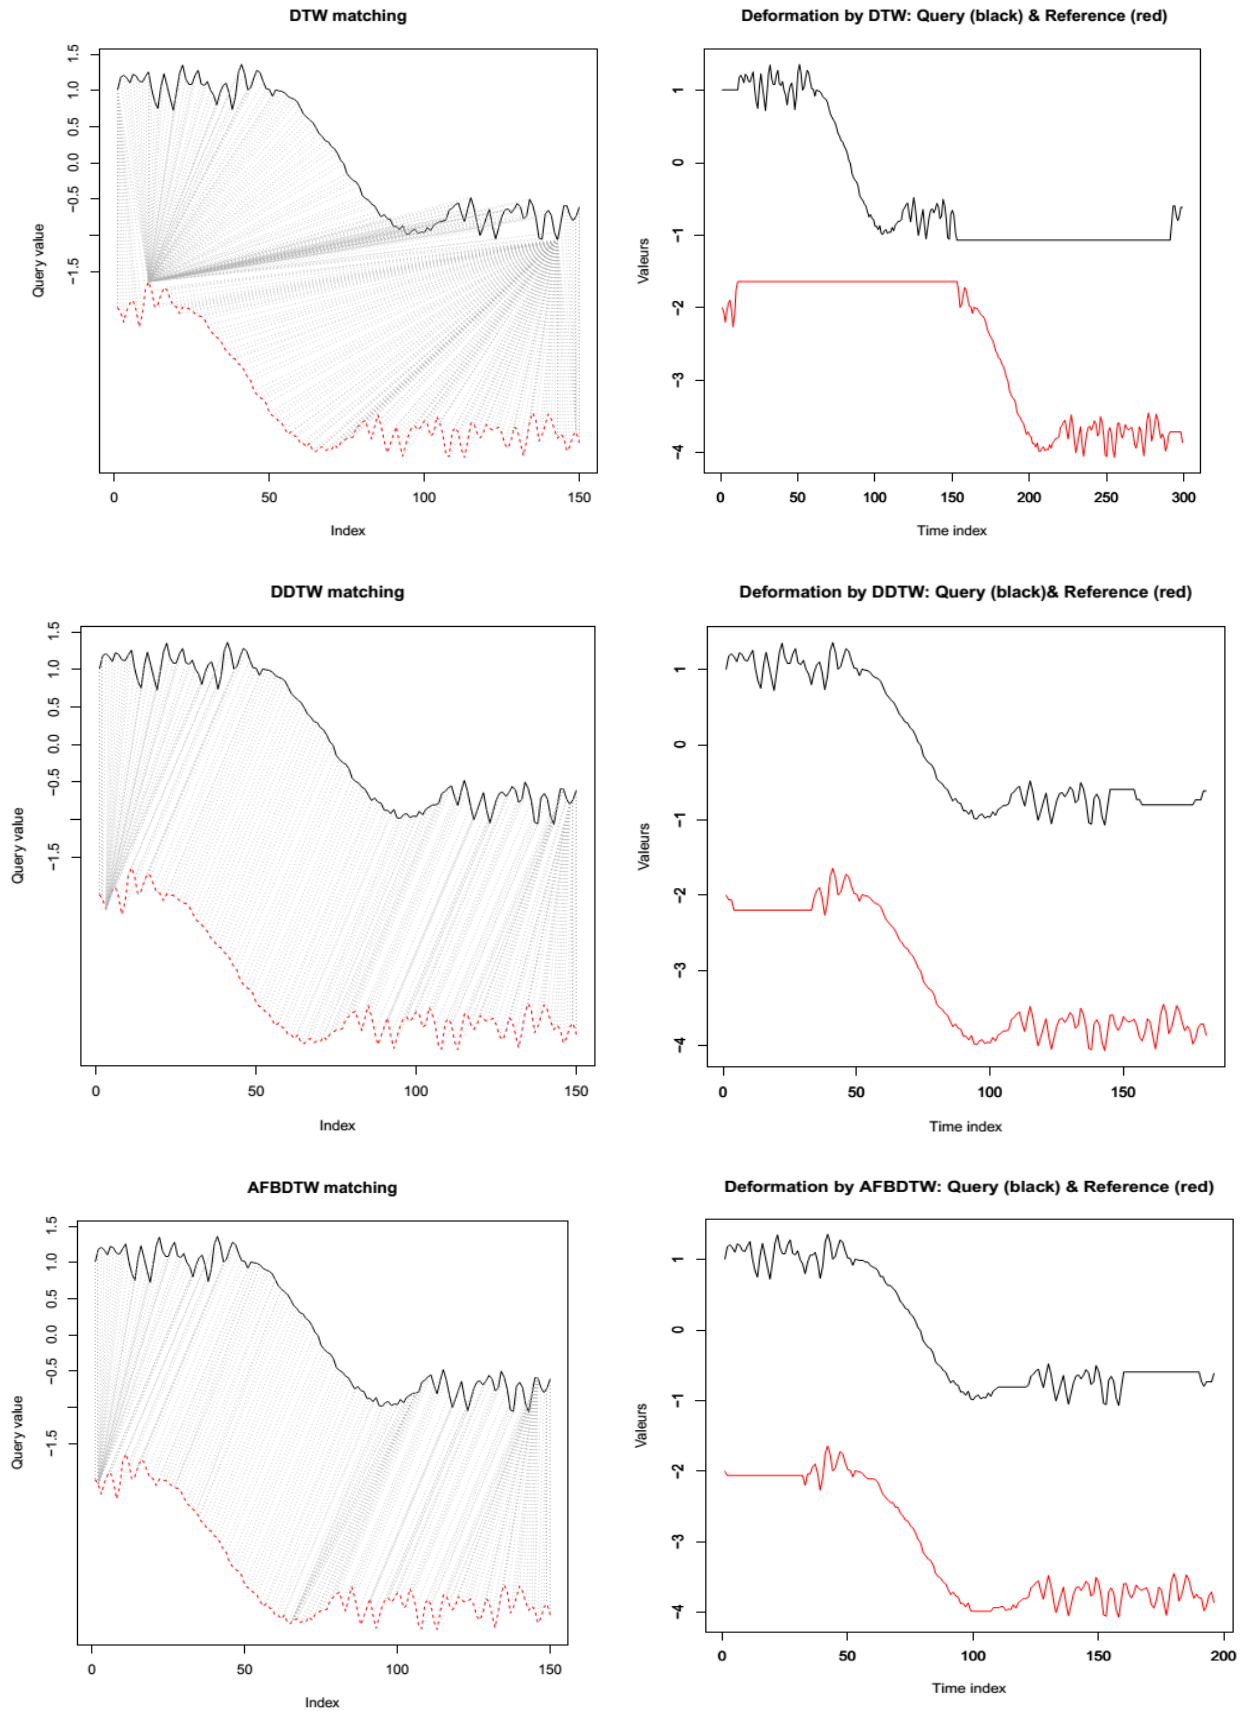 DTW matching
Deformation by DTW: Query (black) & Reference (red)
Query value
1.5
1.0
0.5
0.0
−0.5
−1.5
0 50 100 150
Index
Valeurs
1
0
−1
−2
−3
−4
0 50 100 150 200 250 300
Time index
DDTW matching
Deformation by DDTW: Query (black)& Reference (red)
Query value
1.5
1.0
0.5
0.0
−0.5
−1.5
0 50 100 150
Index
Valeurs
1
0
−1
−2
−3
−4
0 50 100 150
Time index
AFBDTW matching
Deformation by AFBDTW: Query (black) & Reference (red)
Query value
1.5
1.0
0.5
0.0
−0.5
−1.5
0 50 100 150
Index
Valeurs
1
0
−1
−2
−3
−4
0 50 100 150 200
Time index